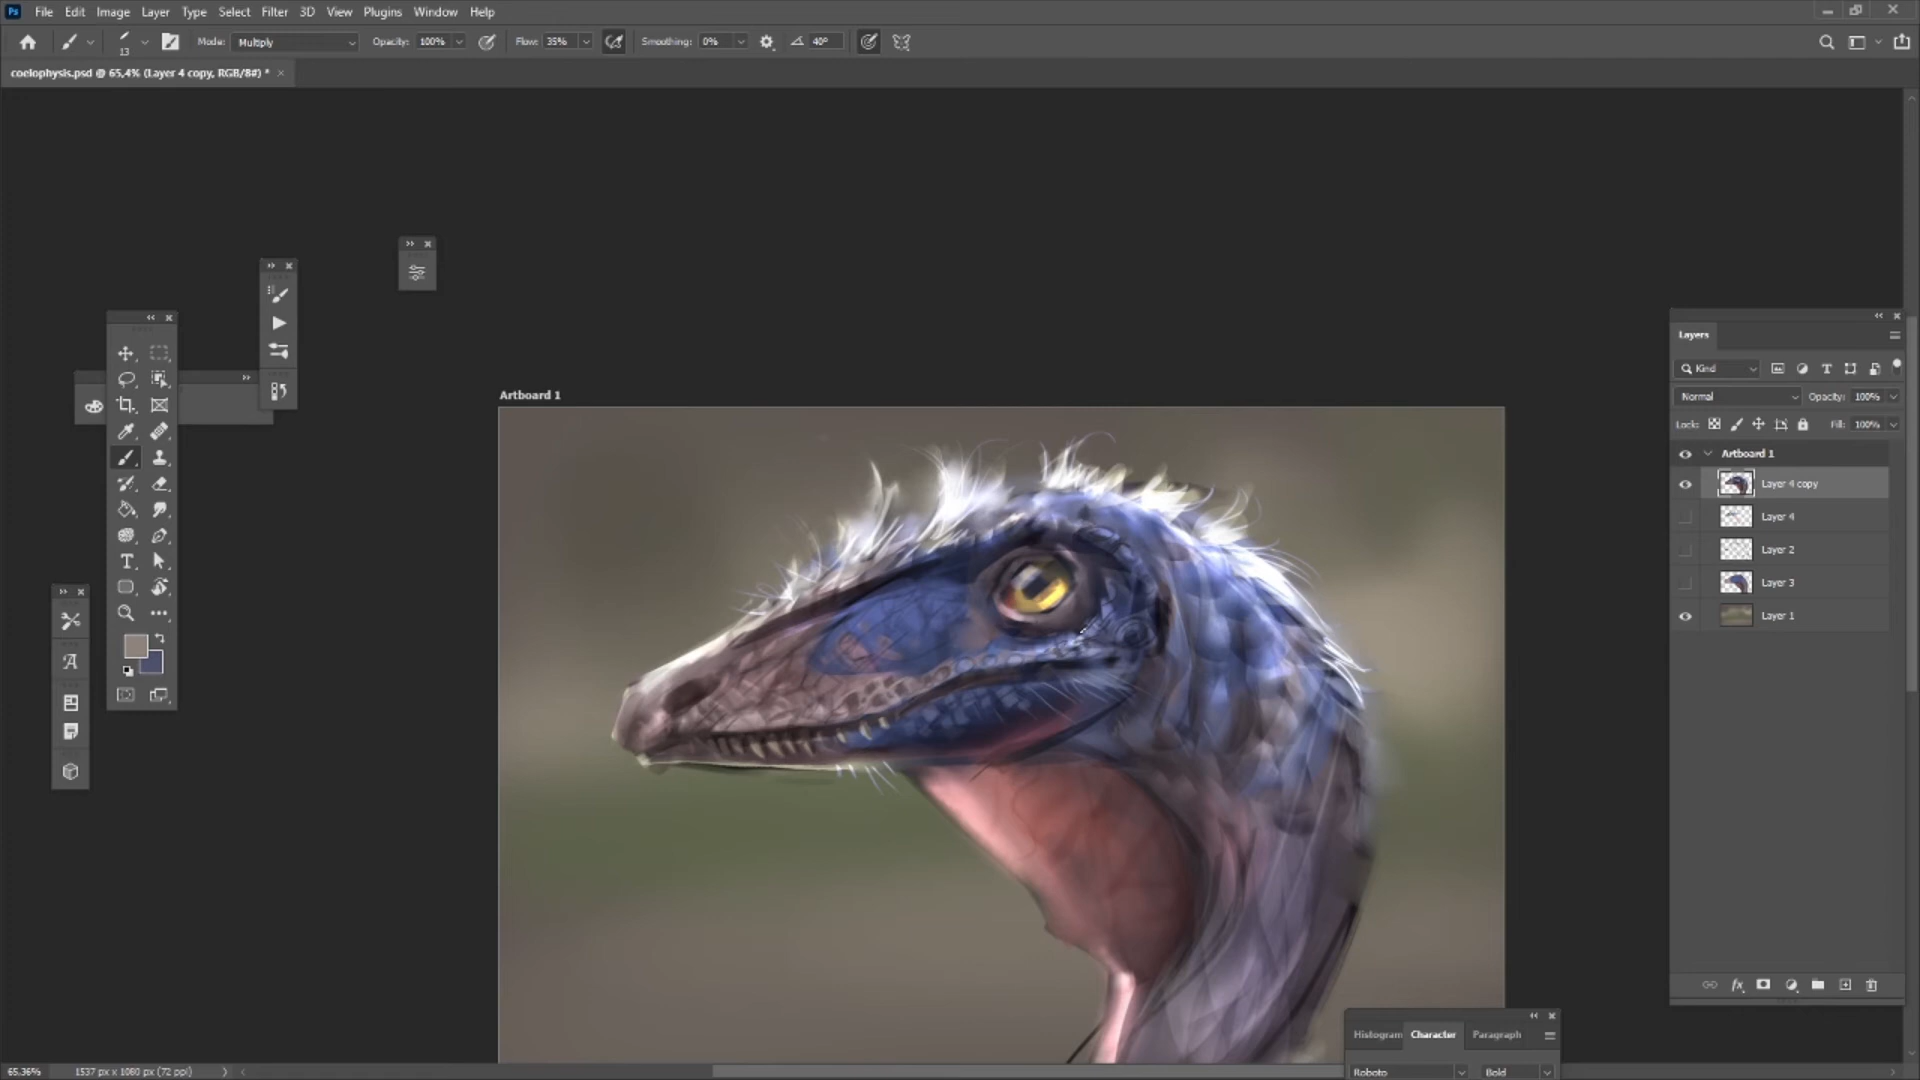 Ps File Edit Image Layer Type Select Filter 3D View Plugins Window Help
13 Mode: Multiply Opacity: 100% Flow: 35% Smoothing: 0% 40°
coelophysis.psd @ 65,4% (Layer 4 copy, RGB/8#) *
Artboard 1
Layers
Kind
Normal Opacity: 100%
Lock: Fill: 100%
Artboard 1
Layer 4 copy
Layer 4
Layer 2
Layer 3
Layer 1
Histogram Character Paragraph
Roboto Bold
65.36% 1537 px x 1080 px (72 ppi)